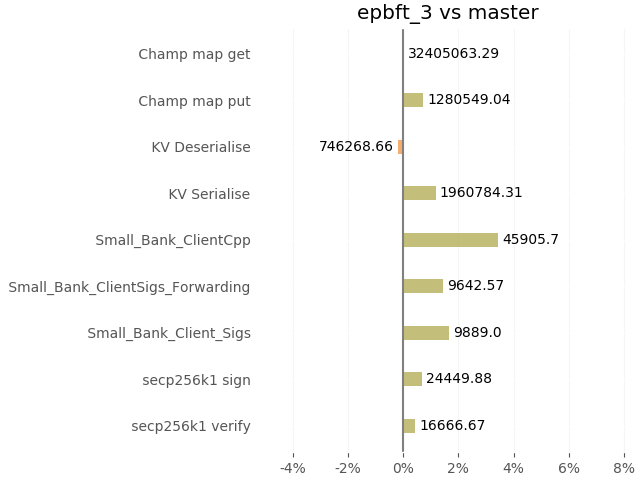 epbft_3 vs master
Champ map get 32405063.29
Champ map put 1280549.04
KV Deserialise 746268.66
KV Serialise 1960784.31
Small_Bank_ClientCpp 45905.7
Small_Bank_ClientSigs_Forwarding 9642.57
Small_Bank_Client_Sigs 9889.0
secp256k1 sign 24449.88
secp256k1 verify 16666.67
-4% -2% 0% 2% 4% 6% 8%